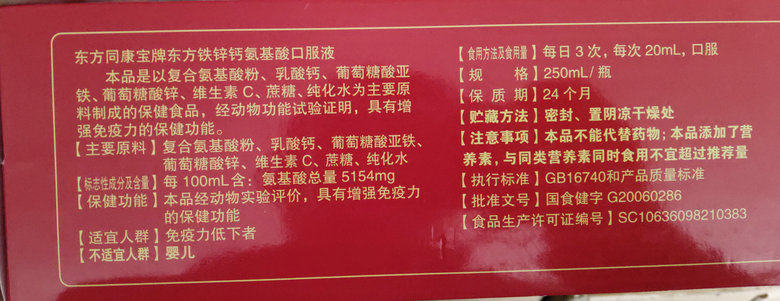 东方同康宝牌东方铁锌钙氨基酸口服液
本品是以复合氨基酸粉、乳酸钙、葡萄糖酸亚
铁、葡萄糖酸锌、维生素C、蔗糖、纯化水为主要原
料制成的保健食品,经动物功能试验证明,具有增
强免疫力的保健功能。
【主要原料】复合氨基酸粉、乳酸钙、葡萄糖酸亚铁、
葡萄糖酸锌、维生素C、蔗糖、纯化水
【标志性成分及含量】每100mL含:氨基酸总量5154mg
【保健功能】本品经动物实验评价,具有增强免疫力
的保健功能
【适宜人群】免疫力低下者
【不适宜人群】婴儿
【食用方法及食用量】每日3次,每次20mL,口服
【规 格】250mL/瓶
【保 质 期】24个月
【贮藏方法】密封、置阴凉干燥处
【注意事项】本品不能代替药物;本品添加了营
养素,与同类营养素同时食用不宜超过推荐量
【执行标准】GB16740和产品质量标准
【批准文号】国食健字G20060286
【食品生产许可证编号】SC10636098210383